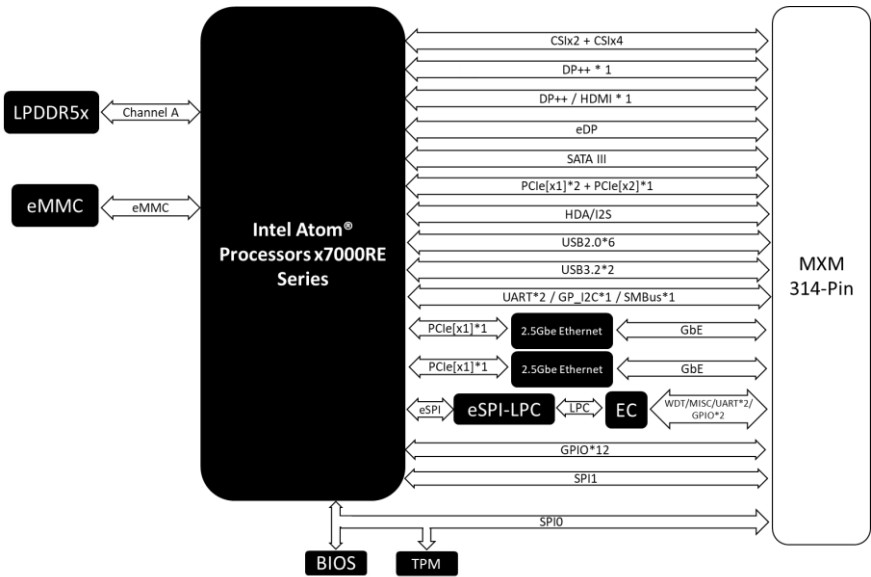 CSIx2 + CSIx4
DP++ * 1
DP++ / HDMI * 1
LPDDR5x
Channel A
eDP
SATA III
PCIe[x1]*2 + PCIe[x2]*1
eMMC
eMMC
HDA/I2S
Intel Atom®
Processors x7000RE
Series
USB2.0*6
USB3.2*2
MXM
314-Pin
UART*2 / GP_I2C*1 / SMBus*1
PCIe[x1]*1
2.5Gbe Ethernet
GbE
PCIe[x1]*1
2.5Gbe Ethernet
GbE
eSPI
eSPI-LPC
LPC
EC
WDT/MISC/UART*2/
GPIO*2
GPIO*12
SPI1
SPI0
BIOS
TPM